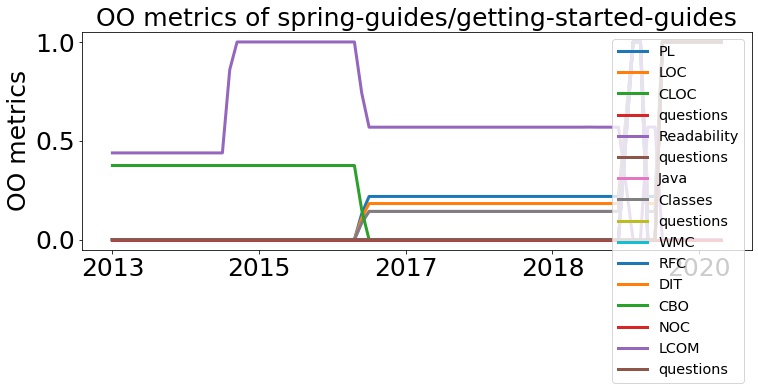 OO metrics of spring-guides/getting-started-guides
OO metrics
1.0
0.5
0.0
2013
2015
2017
2018
2020
PL
LOC
CLOC
questions
Readability
questions
Java
Classes
questions
WMC
RFC
DIT
CBO
NOC
LCOM
questions